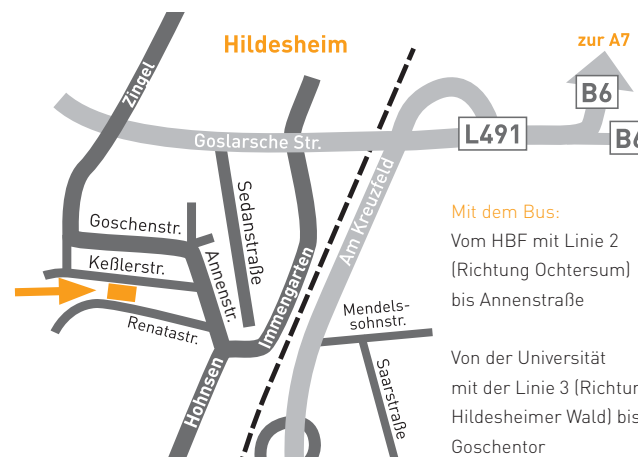 Hildesheim
zur A7
Zingel
B6
Goslarsche Str.
L491
Sedanstraße
Am Kreuzfeld
Goschenstr.
Keßlerstr.
Annenstr.
Immengarten
Renatastr.
Hohnsen
Mendels-
sohnstr.
Saarstraße
Mit dem Bus:
Vom HBF mit Linie 2
(Richtung Ochtersum)
bis Annenstraße
Von der Universität
mit der Linie 3 (Richtun
Hildesheimer Wald) bis
Goschentor